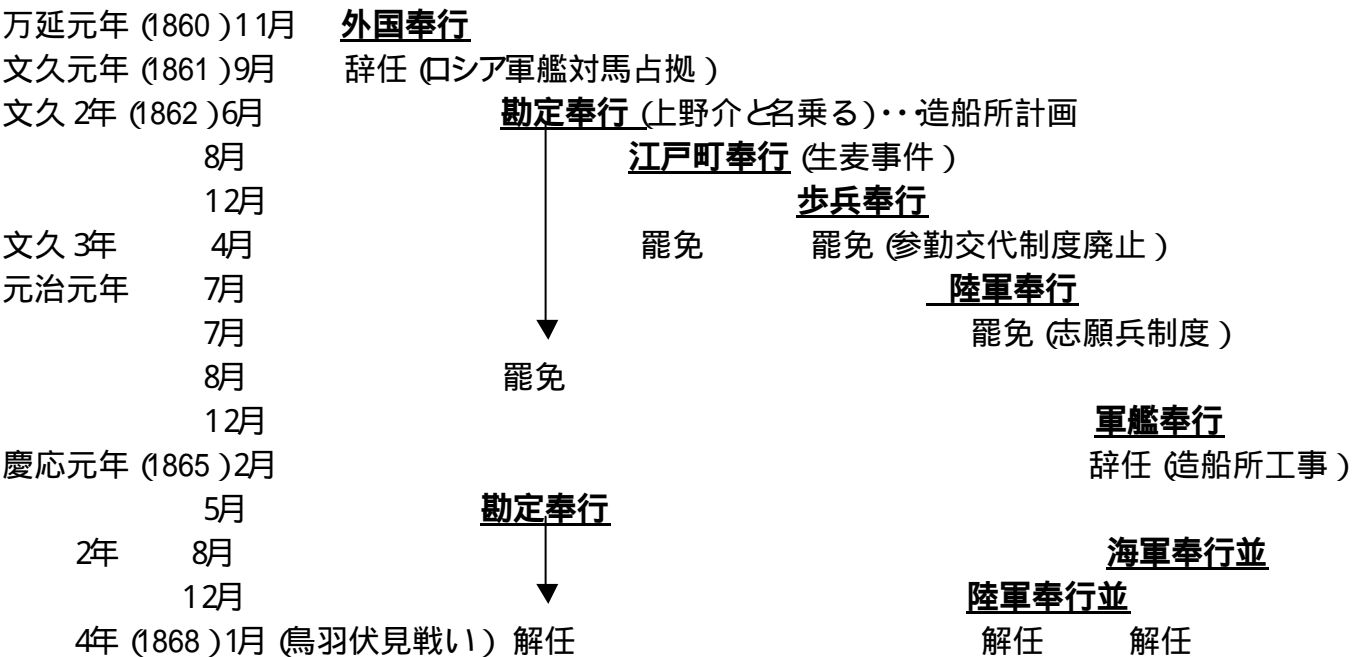 万延元年(1860)11月 外国奉行
文久元年(1861)9月 辞任(ロシア軍艦対馬占拠)
文久2年(1862)6月 勘定奉行(上野介と名乗る)・・・造船所計画
8月 江戸町奉行(生麦事件)
12月 歩兵奉行
文久3年 4月 罷免 罷免(参勤交代制度廃止)
元治元年 7月 陸軍奉行
7月 罷免(志願兵制度)
8月 罷免
12月 軍艦奉行
慶応元年(1865)2月 辞任(造船所工事)
5月 勘定奉行
2年 8月 海軍奉行並
12月 陸軍奉行並
4年(1868)1月(鳥羽伏見戦い) 解任 解任 解任